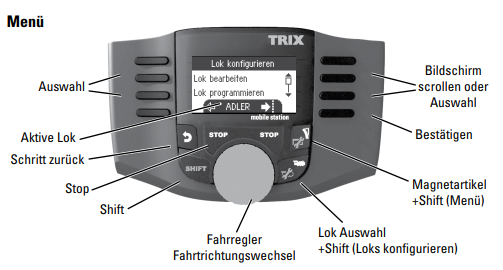 Menü
TRIX
Lok konfigurieren
Lok bearbeiten
Lok programmieren
ADLER
mobile station
STOP
STOP
SHIFT
Auswahl
Aktive Lok
Schritt zurück
Stop
Shift
Fahrregler
Fahrtrichtungswechsel
Bildschirm
scrollen oder
Auswahl
Bestätigen
Magnetartikel
+Shift (Menü)
Lok Auswahl
+Shift (Loks konfigurieren)